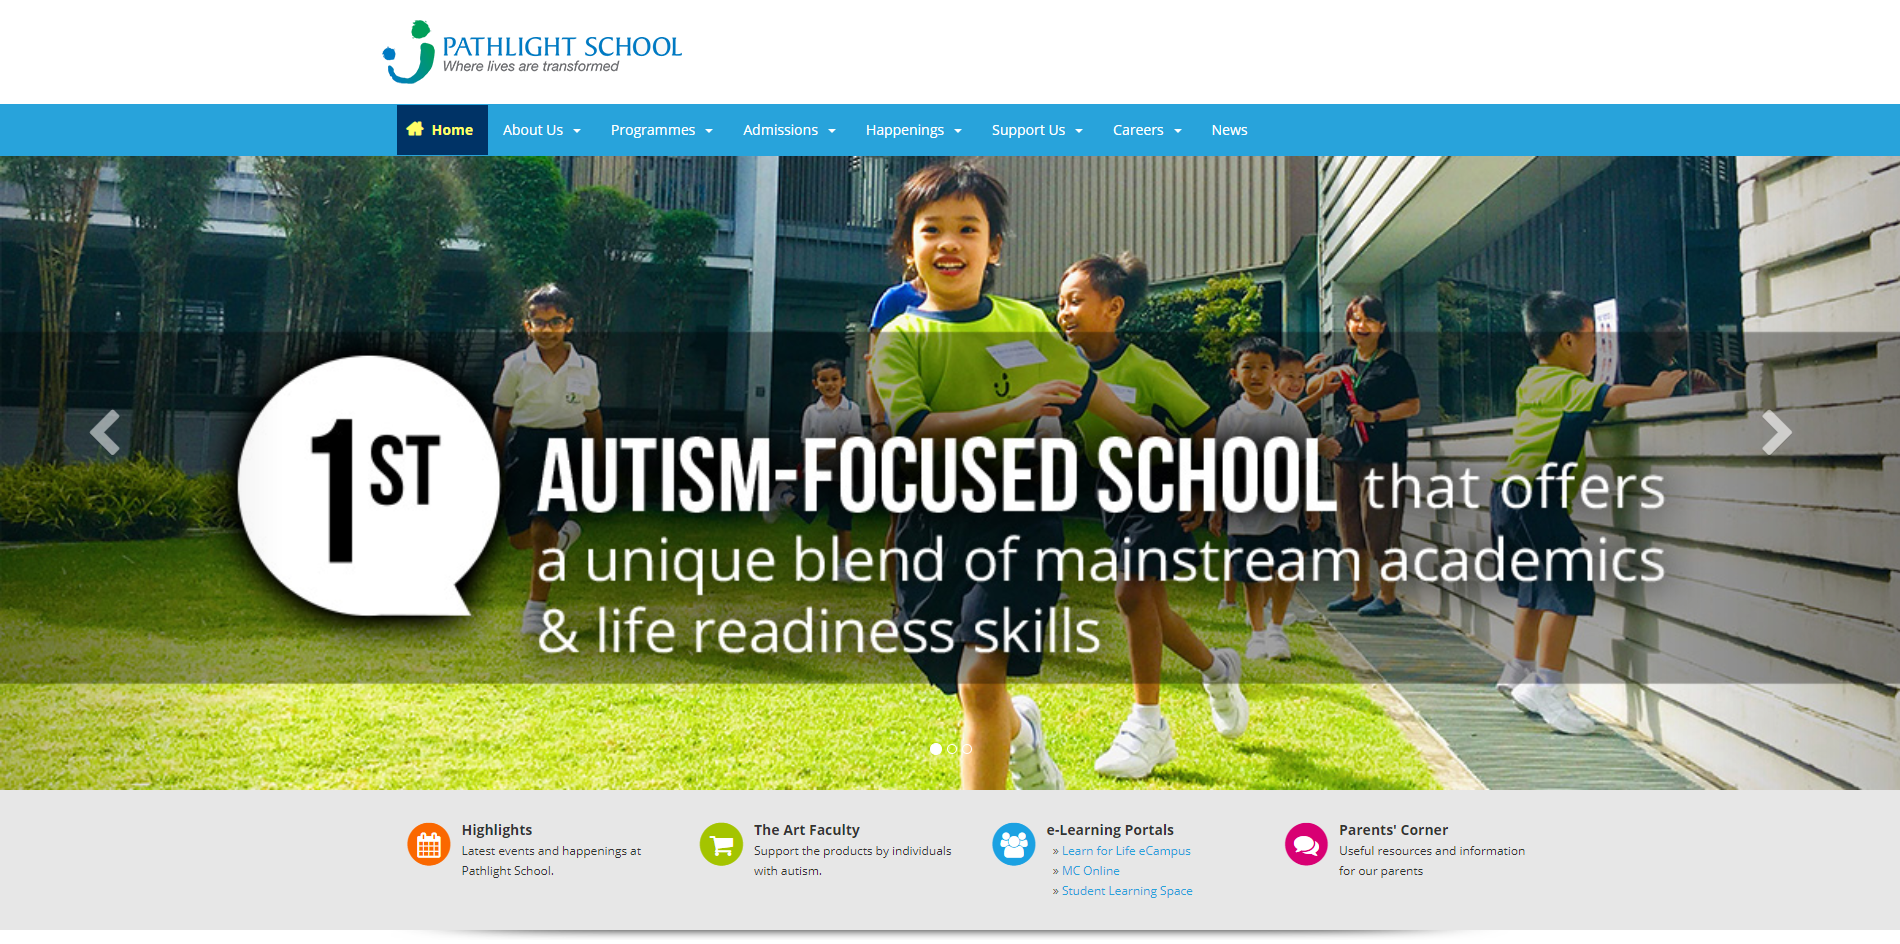 PATHLIGHT SCHOOL
Where lives are transformed
Home About Us Programmes Admissions Happenings Support Us Careers News
1ST
AUTISM-FOCUSED SCHOOL that offers
a unique blend of mainstream academics
& life readiness skills
Highlights
Latest events and happenings at
Pathlight School.
The Art Faculty
Support the products by individuals
with autism.
e-Learning Portals
» Learn for Life eCampus
» MC Online
» Student Learning Space
Parents' Corner
Useful resources and information
for our parents